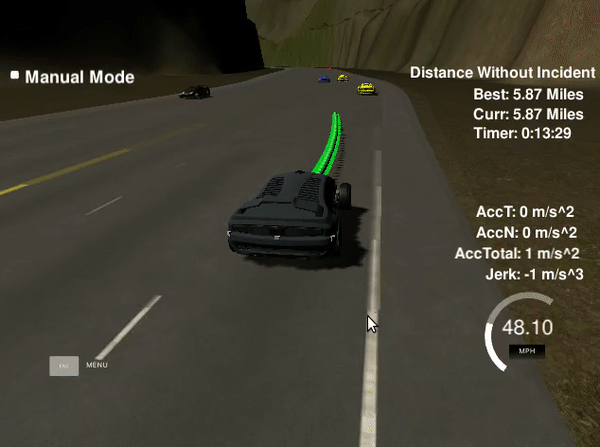 Manual Mode
Distance Without Incident
Best: 5.87 Miles
Curr: 5.87 Miles
Timer: 0:13:29
AccT: 0 m/s^2
AccN: 0 m/s^2
AccTotal: 1 m/s^2
Jerk: -1 m/s^3
48.10
MPH
MENU